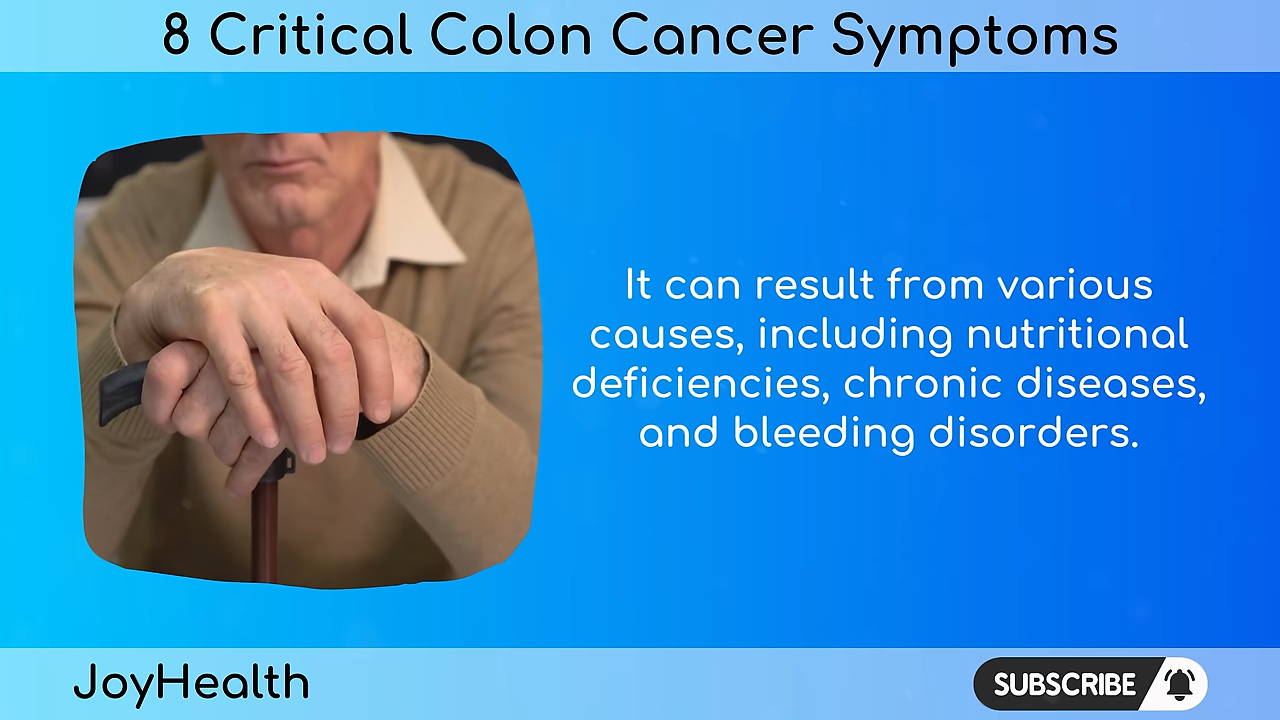 8 Critical Colon Cancer Symptoms
It can result from various
causes, including nutritional
deficiencies, chronic diseases,
and bleeding disorders.
JoyHealth
SUBSCRIBE